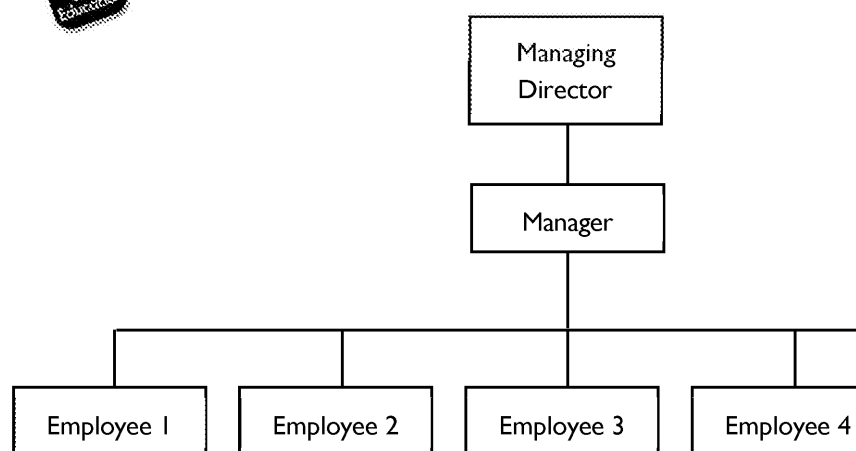 Managing
Director
Manager
Employee 1
Employee 2
Employee 3
Employee 4